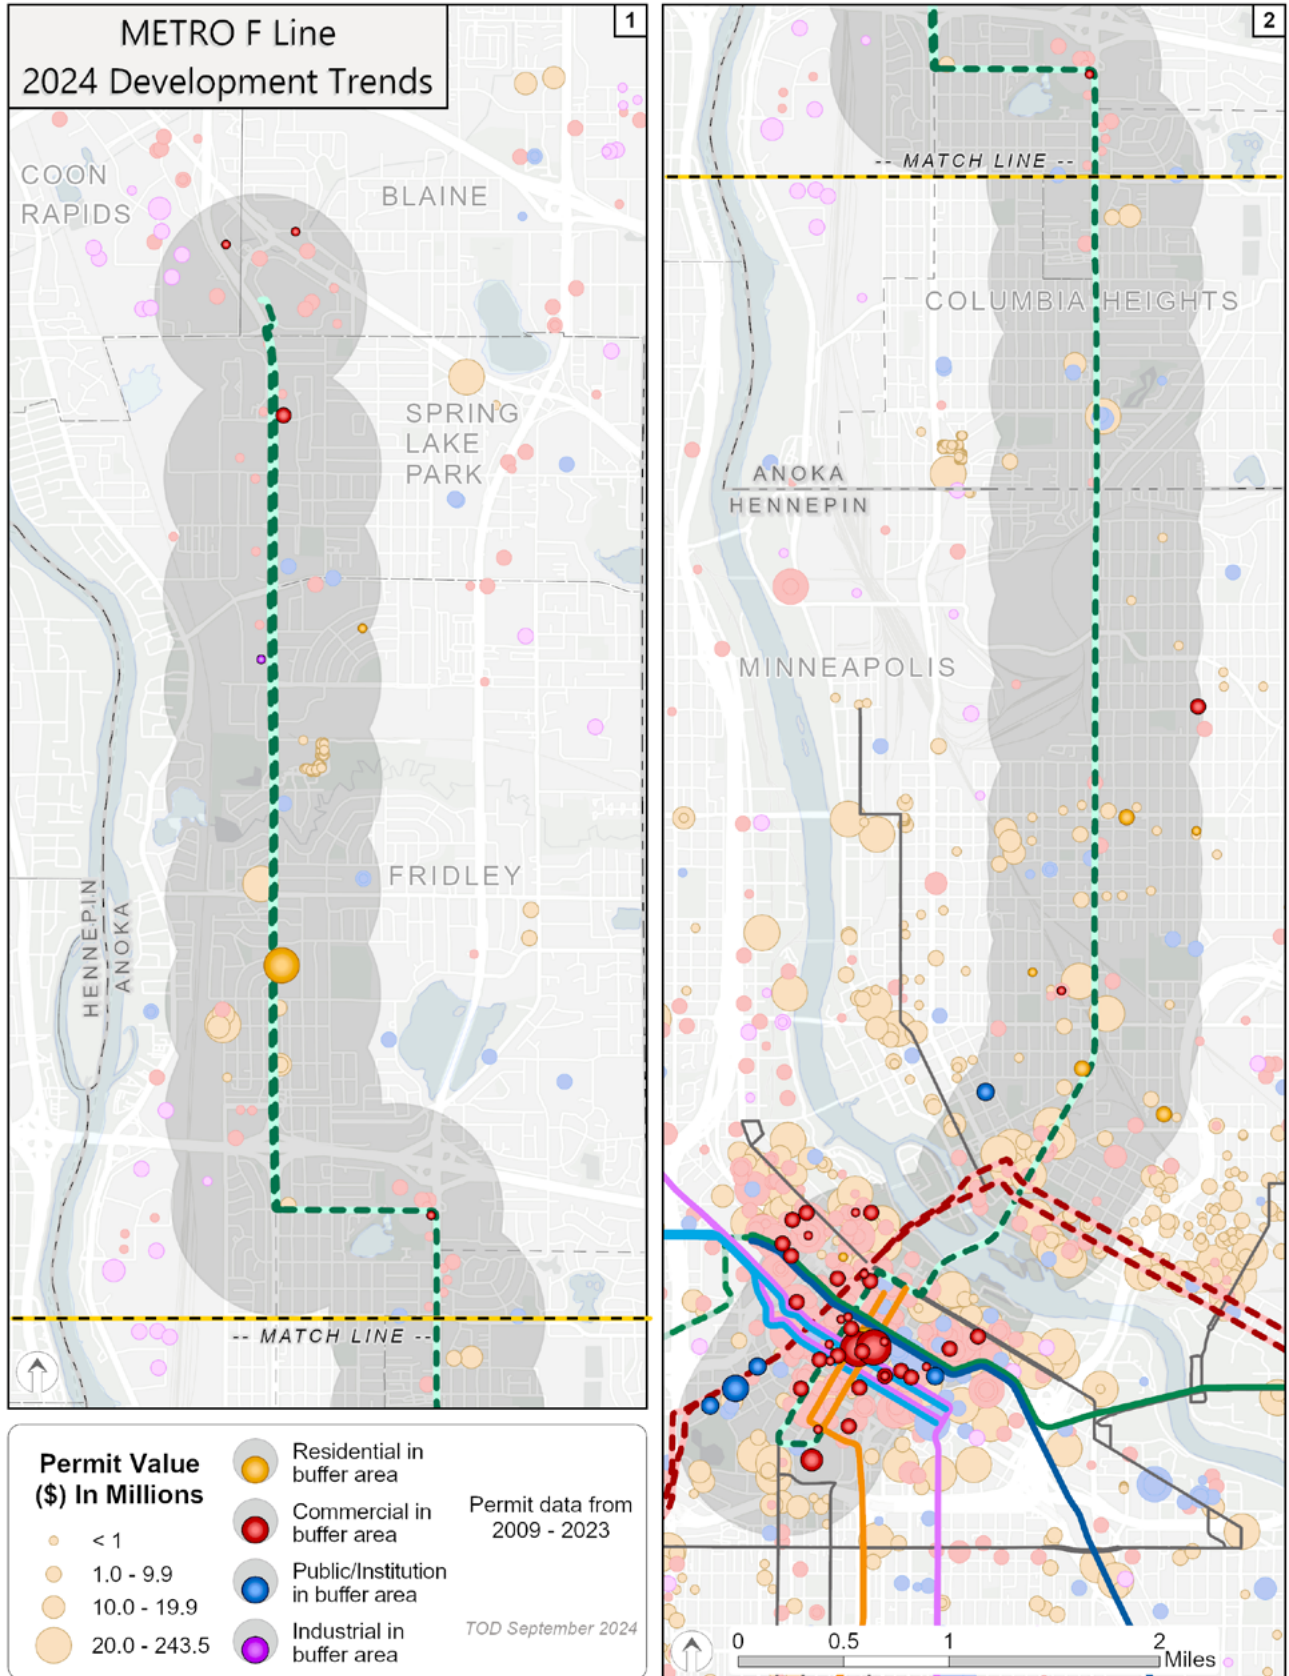 METRO F Line
2024 Development Trends
1
COON
RAPIDS
BLAINE
SPRING
LAKE
PARK
FRIDLEY
HENNEPIN
ANOKA
-- MATCH LINE --
2
-- MATCH LINE --
COLUMBIA HEIGHTS
ANOKA
HENNEPIN
MINNEAPOLIS
0 0.5 1 2
Miles
Permit Value
($) In Millions
< 1
1.0 - 9.9
10.0 - 19.9
20.0 - 243.5
Residential in
buffer area
Commercial in
buffer area
Public/Institution
in buffer area
Industrial in
buffer area
Permit data from
2009 - 2023
TOD September 2024